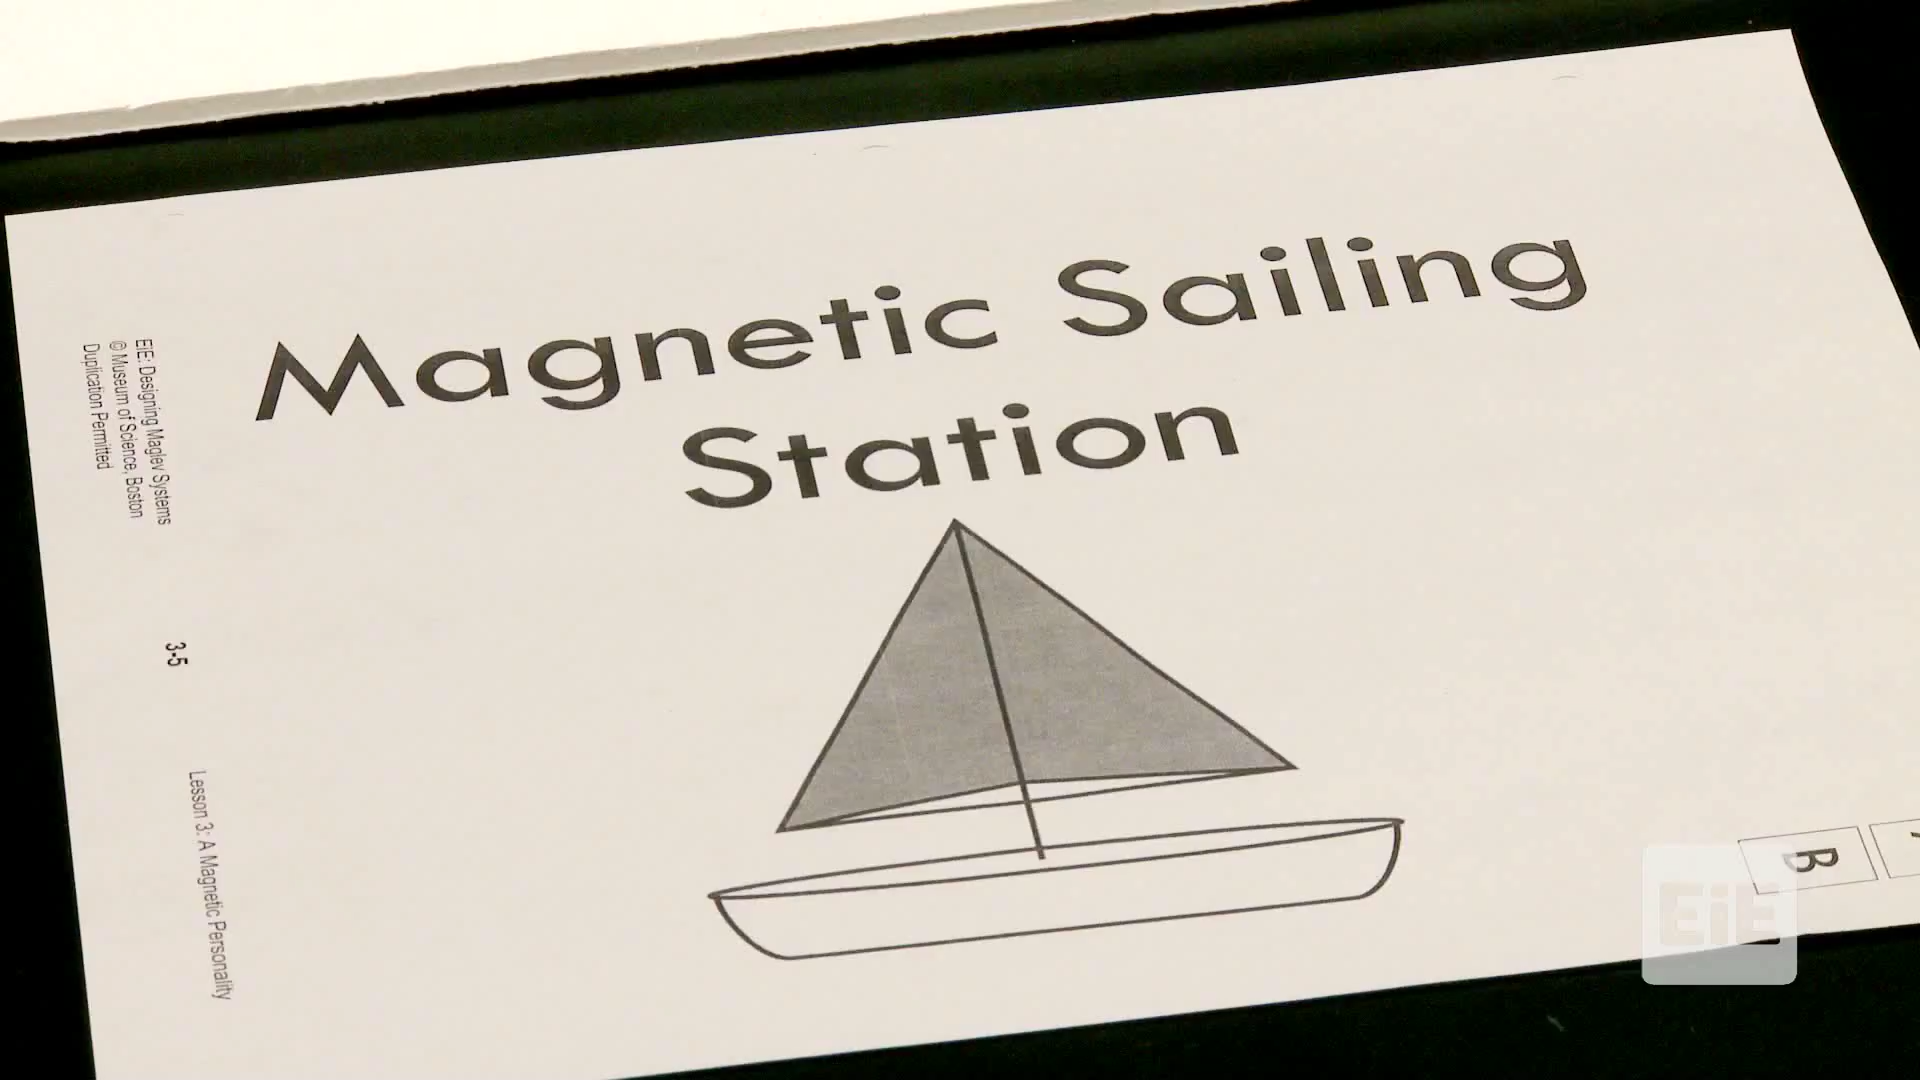 Magnetic Sailing
Station
EiE: Designing Maglev Systems
© Museum of Science, Boston
Duplication Permitted
3-5
Lesson 3: A Magnetic Personality
B
EiE